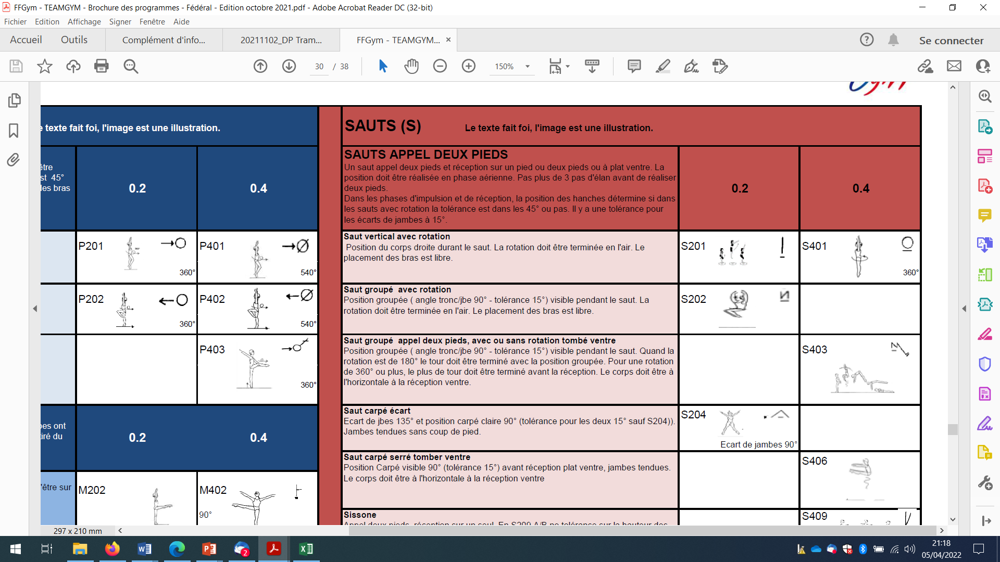 FFGym - TEAMGYM - Brochure des programmes - Fédéral - Edition octobre 2021.pdf - Adobe Acrobat Reader DC (32-bit)
Fichier Edition Affichage Signer Fenêtre Aide
Accueil Outils Complément d'info... 20211102_DP Tram... FFGym - TEAMGYM... ×
Se connecter
30 / 38 150%
e texte fait foi, l'image est une illustration.
être
st 45°
les bras
0.2 0.4
P201 360° P401 540°
P202 360° P402 540°
P403 360°
bes ont
tiré du
0.2 0.4
'être sur
M202 M402
90°
SAUTS (S) Le texte fait foi, l'image est une illustration.
SAUTS APPEL DEUX PIEDS
Un saut appel deux pieds et réception sur un pied ou deux pieds ou à plat ventre. La
position doit être réalisée en phase aérienne. Pas plus de 3 pas d'élan avant de réaliser
deux pieds.
Dans les phases d'impulsion et de réception, la position des hanches détermine si dans
les sauts avec rotation la tolérance est dans les 45° ou pas. Il y a une tolérance pour
les écarts de jambes à 15°.
0.2 0.4
Saut vertical avec rotation
Position du corps droite durant le saut. La rotation doit être terminée en l'air. Le
placement des bras est libre.
S201 S401
360°
Saut groupé avec rotation
Position groupée ( angle tronc/jbe 90° - tolérance 15°) visible pendant le saut. La
rotation doit être terminée en l'air. Le placement des bras est libre.
S202
Saut groupé appel deux pieds, avec ou sans rotation tombé ventre
Position groupée ( angle tronc/jbe 90° - tolérance 15°) visible pendant le saut. Quand la
rotation est de 180° le tour doit être terminé avec la position groupée. Pour une rotation
de 360° ou plus, le plus de tour doit être terminé avant la réception. Le corps doit être à
l'horizontale à la réception ventre.
S403
Saut carpé écart
Ecart de jbes 135° et position carpé claire 90° (tolérance pour les deux 15° sauf S204)).
Jambes tendues sans coup de pied.
S204
Ecart de jambes 90°
Saut carpé serré tomber ventre
Position Carpé visible 90° (tolérance 15°) avant réception plat ventre, jambes tendues.
Le corps doit être à l'horizontale à la réception ventre
S406
Sissone
Appel deux pieds, réception sur un seul. En S209 A/B no tolérance sur la hauteur des
S409
297 x 210 mm
2
21:18
05/04/2022